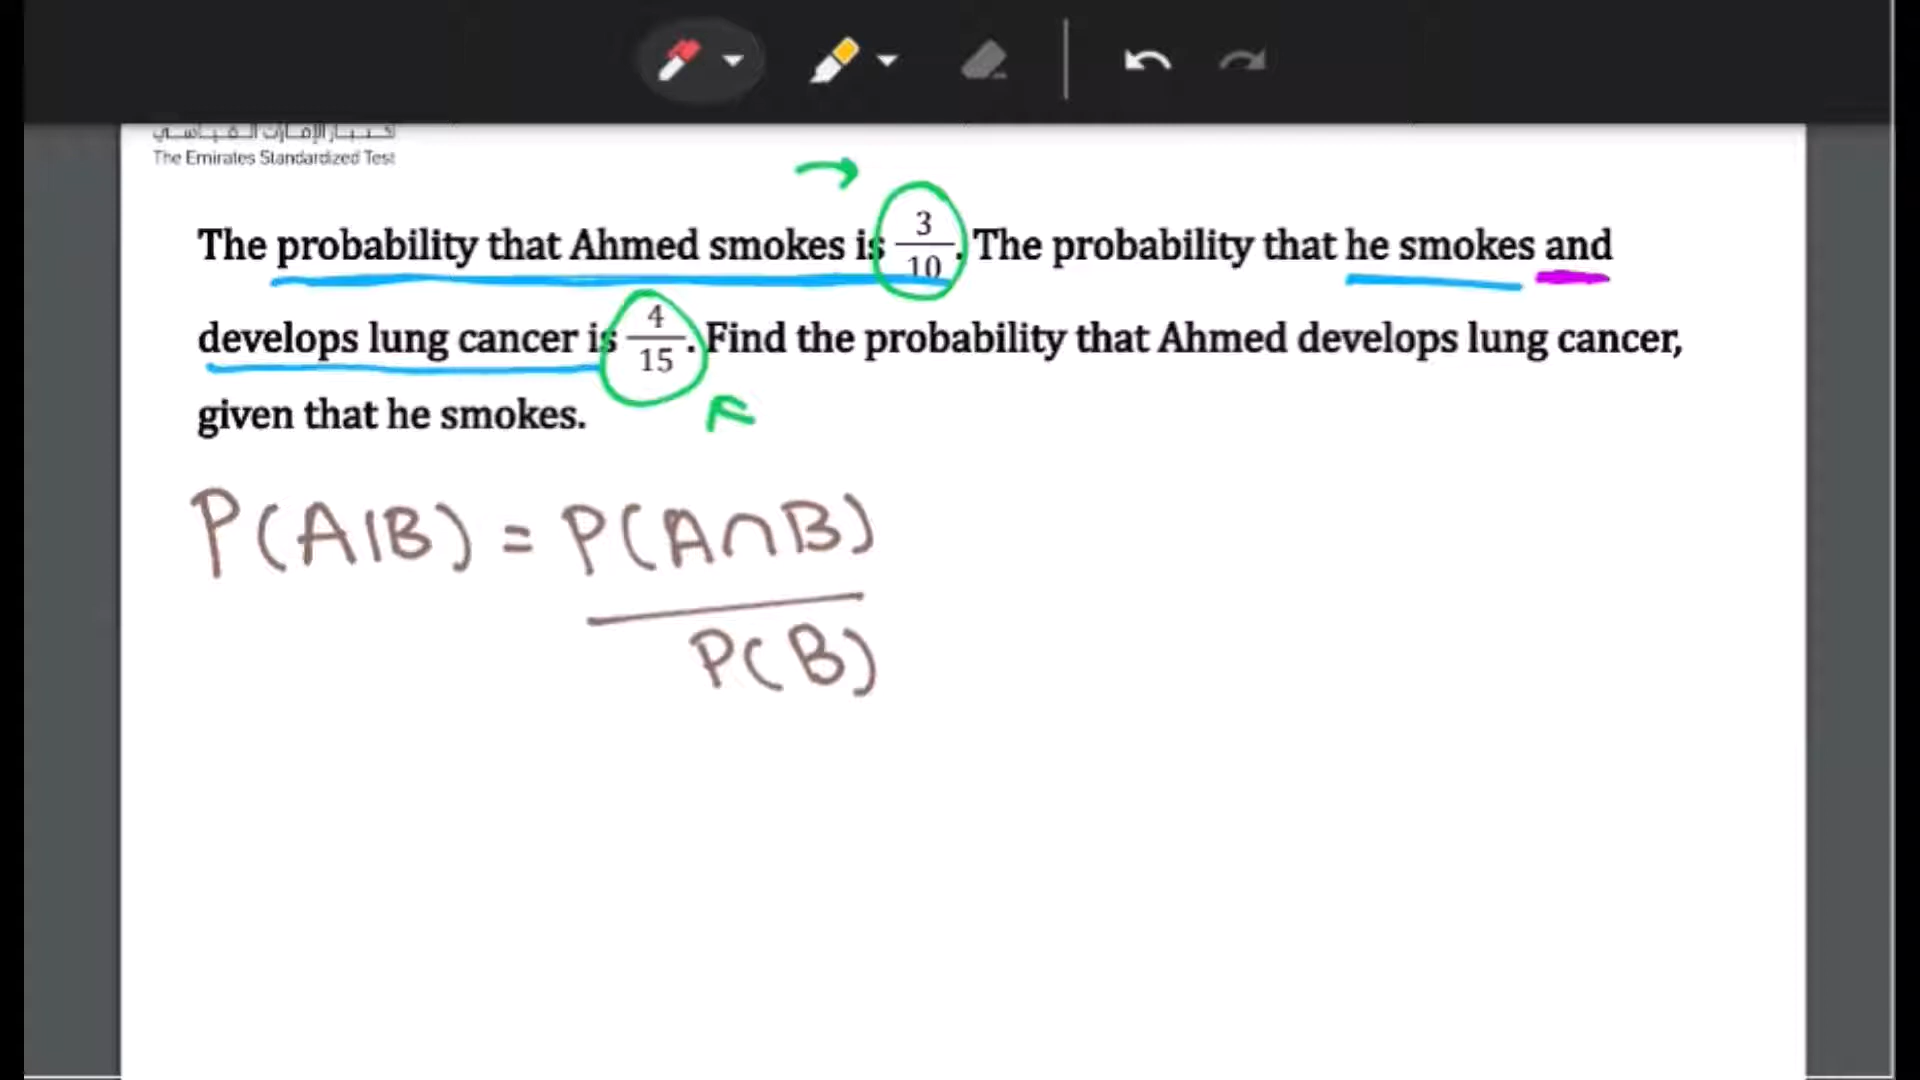 The Emirates Standardized Test
The probability that Ahmed smokes is 3/10. The probability that he smokes and
develops lung cancer is 4/15. Find the probability that Ahmed develops lung cancer,
given that he smokes.
P(A|B) = P(A∩B)
P(B)